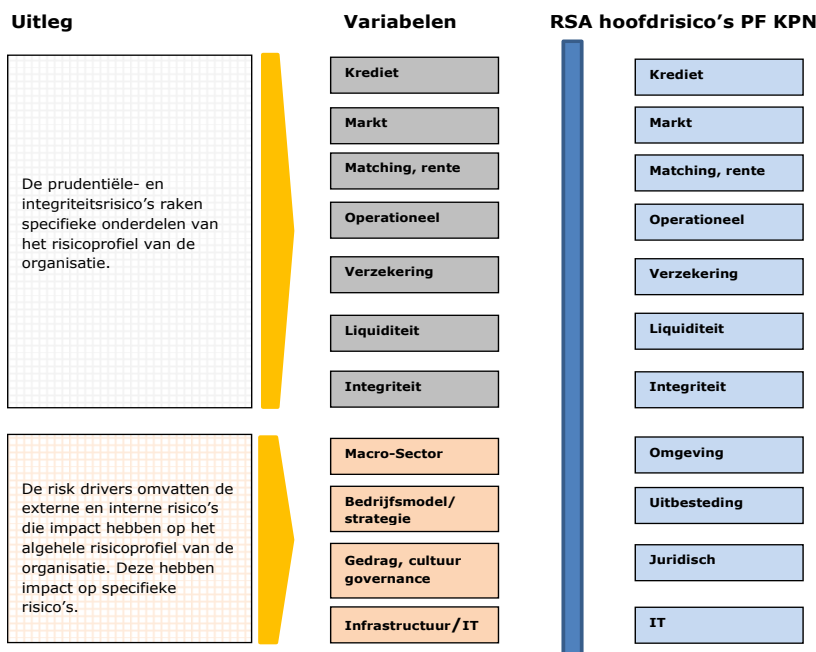 Uitleg
Variabelen
RSA hoofdrisico’s PF KPN
De prudentiële- en
integriteitsrisico’s raken
specifieke onderdelen van
het risicoprofiel van de
organisatie.
Krediet
Markt
Matching, rente
Operationeel
Verzekering
Liquiditeit
Integriteit
Krediet
Markt
Matching, rente
Operationeel
Verzekering
Liquiditeit
Integriteit
De risk drivers omvatten de
externe en interne risico’s
die impact hebben op het
algehele risicoprofiel van de
organisatie. Deze hebben
impact op specifieke
risico’s.
Macro-Sector
Bedrijfsmodel/
strategie
Gedrag, cultuur
governance
Infrastructuur/IT
Omgeving
Uitbesteding
Juridisch
IT